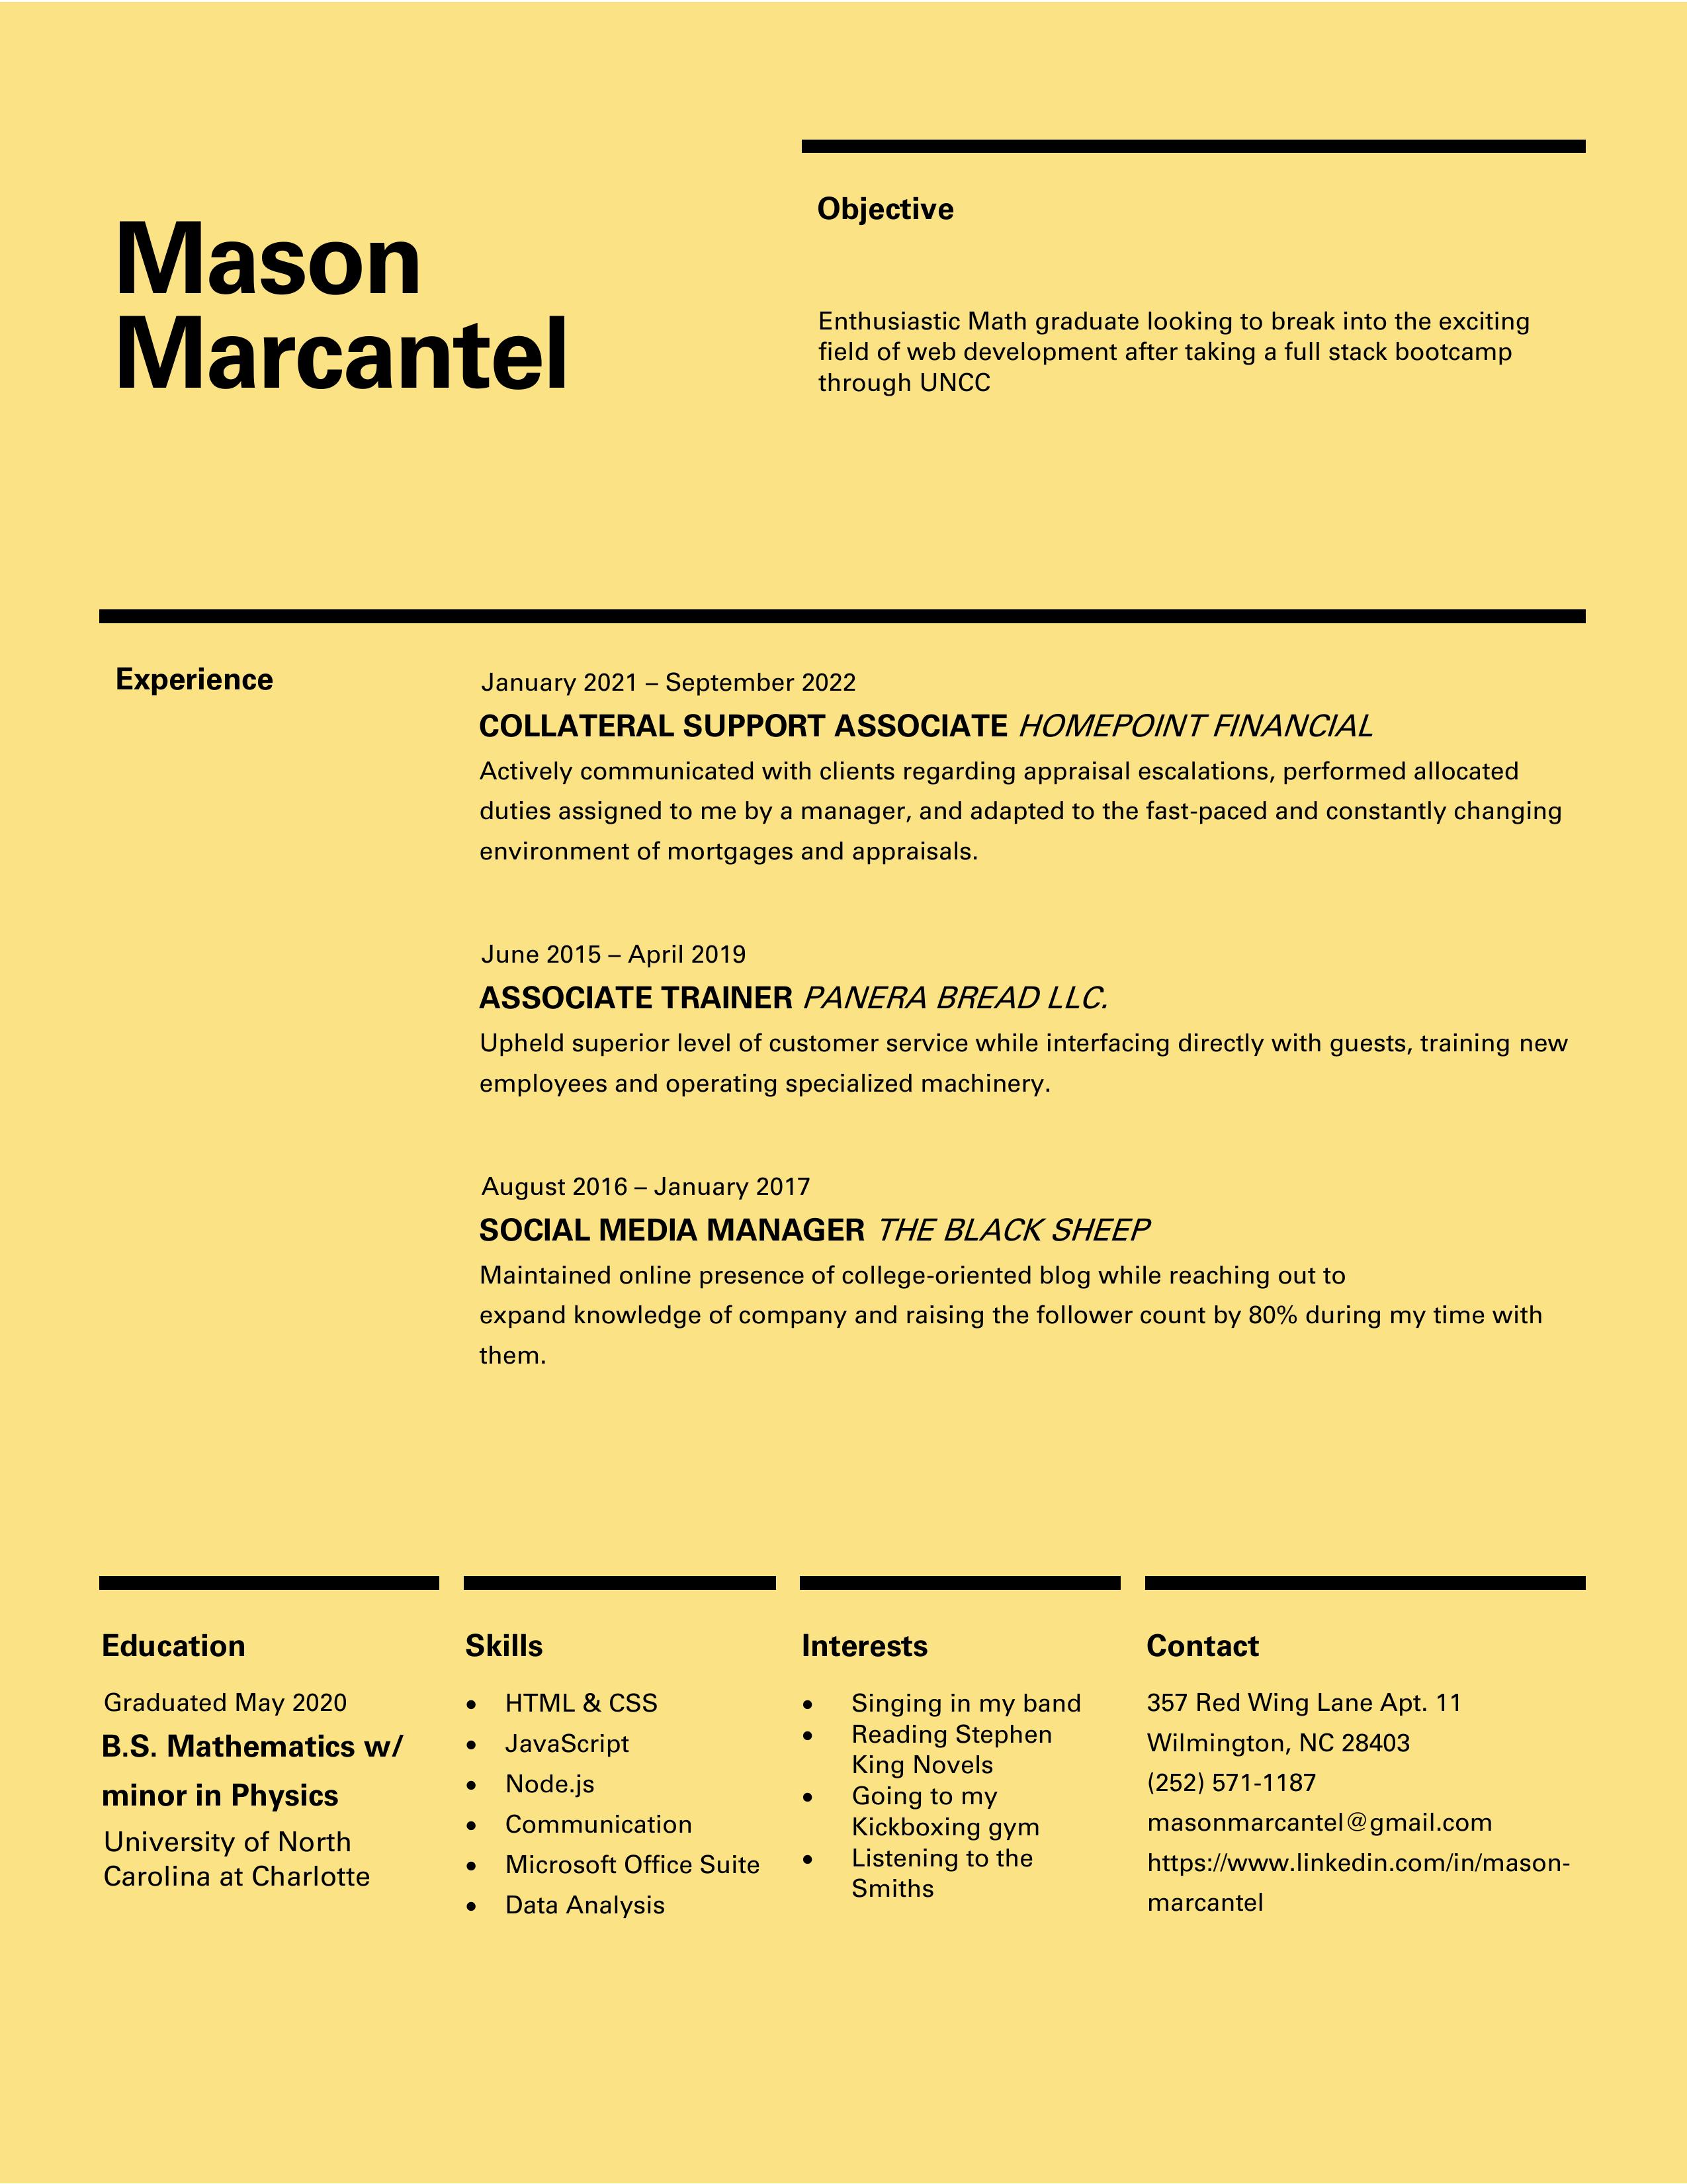 Mason
Marcantel
Objective
Enthusiastic Math graduate looking to break into the exciting
field of web development after taking a full stack bootcamp
through UNCC
Experience
January 2021 – September 2022
COLLATERAL SUPPORT ASSOCIATE HOMEPOINT FINANCIAL
Actively communicated with clients regarding appraisal escalations, performed allocated
duties assigned to me by a manager, and adapted to the fast-paced and constantly changing
environment of mortgages and appraisals.
June 2015 – April 2019
ASSOCIATE TRAINER PANERA BREAD LLC.
Upheld superior level of customer service while interfacing directly with guests, training new
employees and operating specialized machinery.
August 2016 – January 2017
SOCIAL MEDIA MANAGER THE BLACK SHEEP
Maintained online presence of college-oriented blog while reaching out to
expand knowledge of company and raising the follower count by 80% during my time with
them.
Education
Graduated May 2020
B.S. Mathematics w/
minor in Physics
University of North
Carolina at Charlotte
Skills
• HTML & CSS
• JavaScript
• Node.js
• Communication
• Microsoft Office Suite
• Data Analysis
Interests
• Singing in my band
• Reading Stephen
King Novels
• Going to my
Kickboxing gym
• Listening to the
Smiths
Contact
357 Red Wing Lane Apt. 11
Wilmington, NC 28403
(252) 571-1187
masonmarcantel@gmail.com
https://www.linkedin.com/in/mason-
marcantel